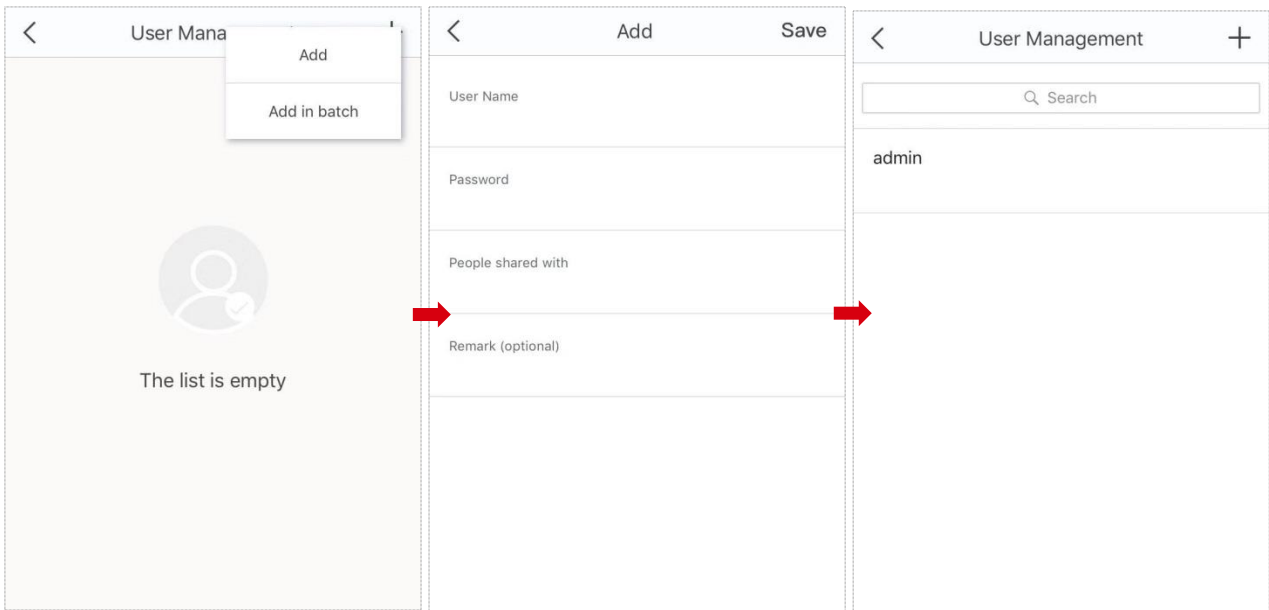 User Mana
Add
Add in batch
The list is empty
Add
Save
User Name
Password
People shared with
Remark (optional)
User Management
Search
admin